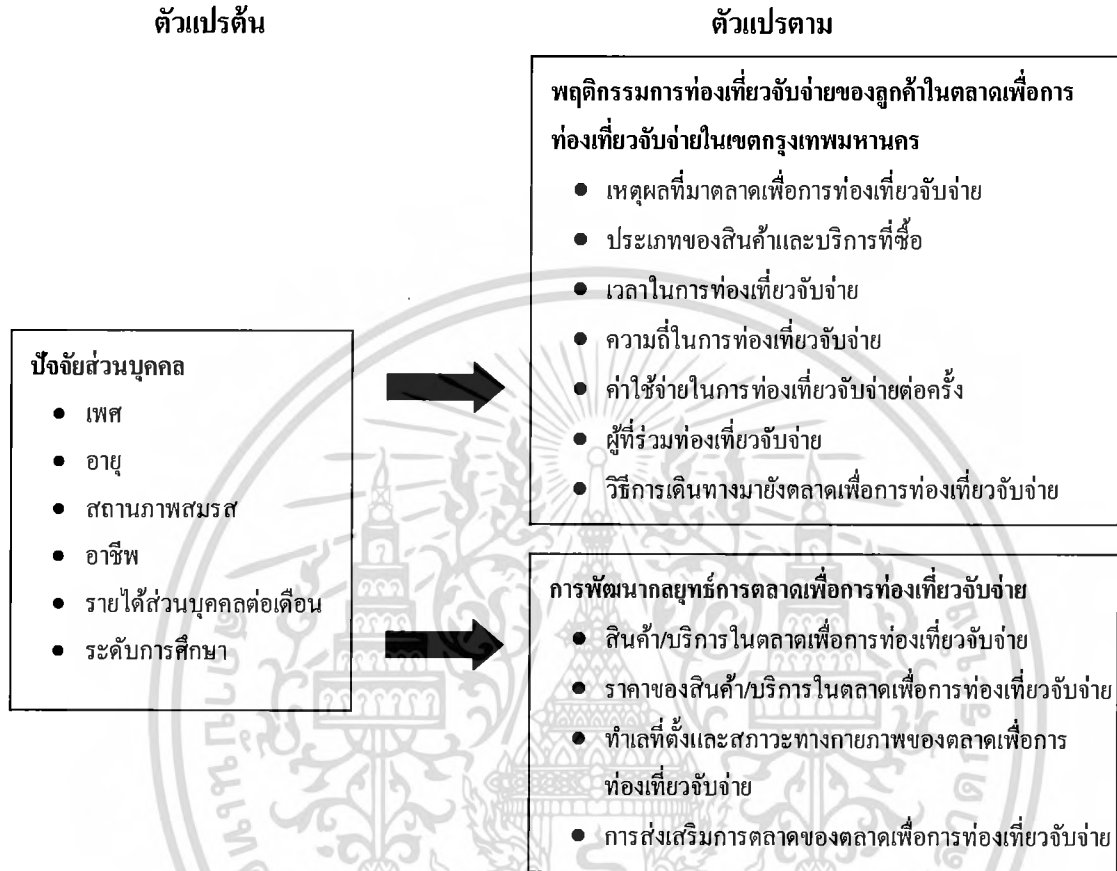 ตัวแปรต้น
ตัวแปรตาม
ปัจจัยส่วนบุคคล
● เพศ
● อายุ
● สถานภาพสมรส
● อาชีพ
● รายได้ส่วนบุคคลต่อเดือน
● ระดับการศึกษา
พฤติกรรมการท่องเที่ยวจับจ่ายของลูกค้าในตลาดเพื่อการ
ท่องเที่ยวจับจ่ายในเขตกรุงเทพมหานคร
● เหตุผลที่มาตลาดเพื่อการท่องเที่ยวจับจ่าย
● ประเภทของสินค้าและบริการที่ซื้อ
● เวลาในการท่องเที่ยวจับจ่าย
● ความถี่ในการท่องเที่ยวจับจ่าย
● ค่าใช้จ่ายในการท่องเที่ยวจับจ่ายต่อครั้ง
● ผู้ที่ร่วมท่องเที่ยวจับจ่าย
● วิธีการเดินทางมายังตลาดเพื่อการท่องเที่ยวจับจ่าย
การพัฒนากลยุทธ์การตลาดเพื่อการท่องเที่ยวจับจ่าย
● สินค้า/บริการในตลาดเพื่อการท่องเที่ยวจับจ่าย
● ราคาของสินค้า/บริการในตลาดเพื่อการท่องเที่ยวจับจ่าย
● ทำเลที่ตั้งและสภาวะทางกายภาพของตลาดเพื่อการ
ท่องเที่ยวจับจ่าย
● การส่งเสริมการตลาดของตลาดเพื่อการท่องเที่ยวจับจ่าย